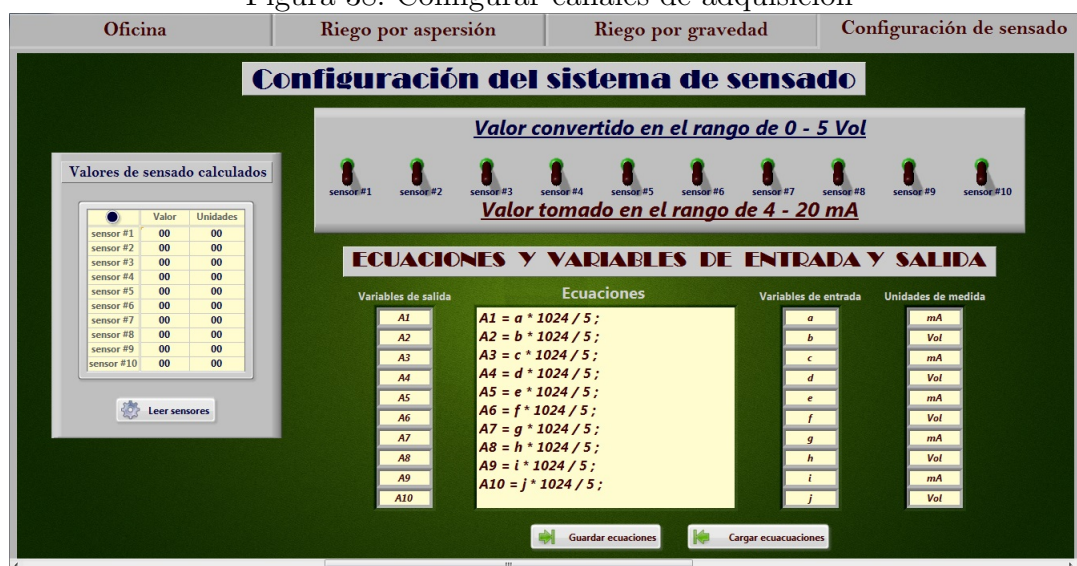 Figura 38: Configurar canales de adquisición
Oficina
Riego por aspersión
Riego por gravedad
Configuración de sensado
Configuración del sistema de sensado
Valor convertido en el rango de 0 - 5 Vol
sensor #1 sensor #2 sensor #3 sensor #4 sensor #5 sensor #6 sensor #7 sensor #8 sensor #9 sensor #10
Valor tomado en el rango de 4 - 20 mA
Valores de sensado calculados
Valor Unidades
sensor #1 00 00
sensor #2 00 00
sensor #3 00 00
sensor #4 00 00
sensor #5 00 00
sensor #6 00 00
sensor #7 00 00
sensor #8 00 00
sensor #9 00 00
sensor #10 00 00
Leer sensores
ECUACIONES Y VARIABLES DE ENTRADA Y SALIDA
Variables de salida
A1
A2
A3
A4
A5
A6
A7
A8
A9
A10
Ecuaciones
A1 = a * 1024 / 5 ;
A2 = b * 1024 / 5 ;
A3 = c * 1024 / 5 ;
A4 = d * 1024 / 5 ;
A5 = e * 1024 / 5 ;
A6 = f * 1024 / 5 ;
A7 = g * 1024 / 5 ;
A8 = h * 1024 / 5 ;
A9 = i * 1024 / 5 ;
A10 = j * 1024 / 5 ;
Variables de entrada
a
b
c
d
e
f
g
h
i
j
Unidades de medida
mA
Vol
mA
Vol
mA
Vol
mA
Vol
mA
Vol
Guardar ecuaciones
Cargar ecuacuaciones